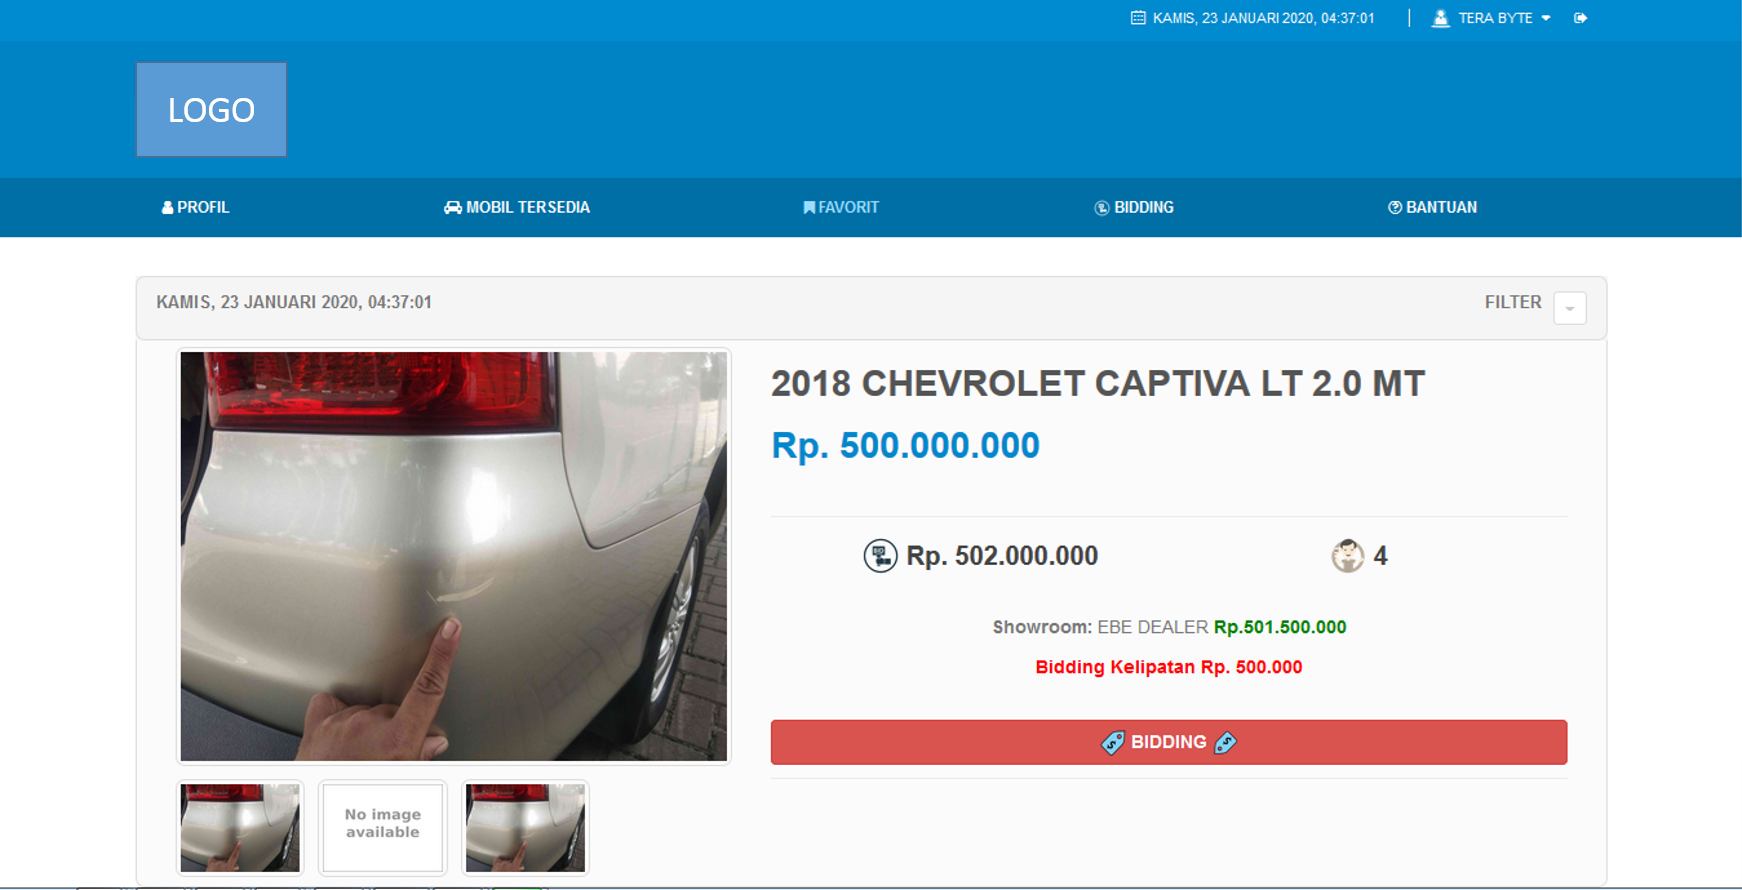 KAMIS, 23 JANUARI 2020, 04:37:01 TERA BYTE
LOGO
PROFIL MOBIL TERSEDIA FAVORIT BIDDING BANTUAN
KAMIS, 23 JANUARI 2020, 04:37:01 FILTER
2018 CHEVROLET CAPTIVA LT 2.0 MT
Rp. 500.000.000
Rp. 502.000.000 4
Showroom: EBE DEALER Rp.501.500.000
Bidding Kelipatan Rp. 500.000
BIDDING
No image
available